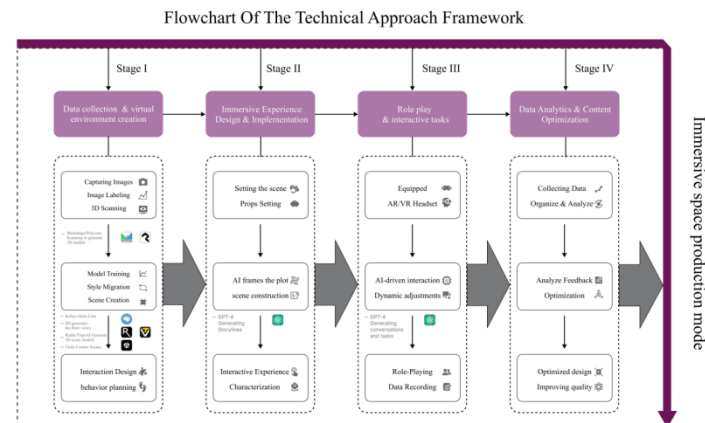 Flowchart Of The Technical Approach Framework
Stage I
Stage II
Stage III
Stage IV
Data collection & virtual
environment creation
Immersive Experience
Design & Implementation
Role play
& interactive tasks
Data Analytics & Content
Optimization
Capturing Images
Image Labeling
3D Scanning
Setting the scene
Props Setting
Equipped
AR/VR Headset
Collecting Data
Organize & Analyze
Scanning to generate
3D models
Model Training
Style Migration
Scene Creation
AI frames the plot
scene construction
AI-driven interaction
Dynamic adjustments
Analyze Feedback
Optimization
GPT-4
Generating
Storylines
GPT-4
Generating
conversations
and tasks
Interaction Design
behavior planning
Interactive Experience
Characterization
Role-Playing
Data Recording
Optimized design
Improving quality
Immersive space production mode